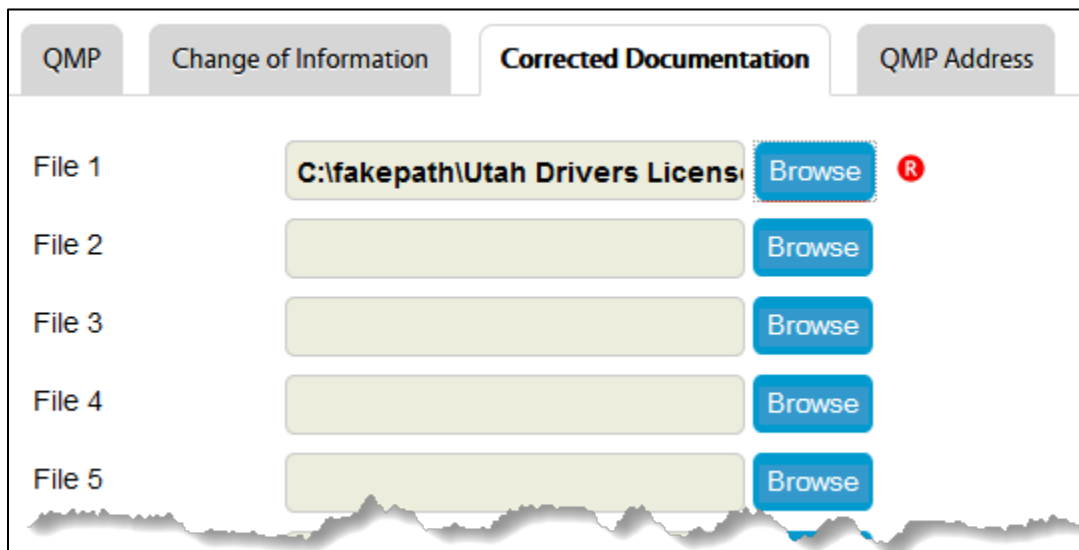 QMP Change of Information Corrected Documentation QMP Address
File 1 C:\fakepath\Utah Drivers License Browse R
File 2 Browse
File 3 Browse
File 4 Browse
File 5 Browse